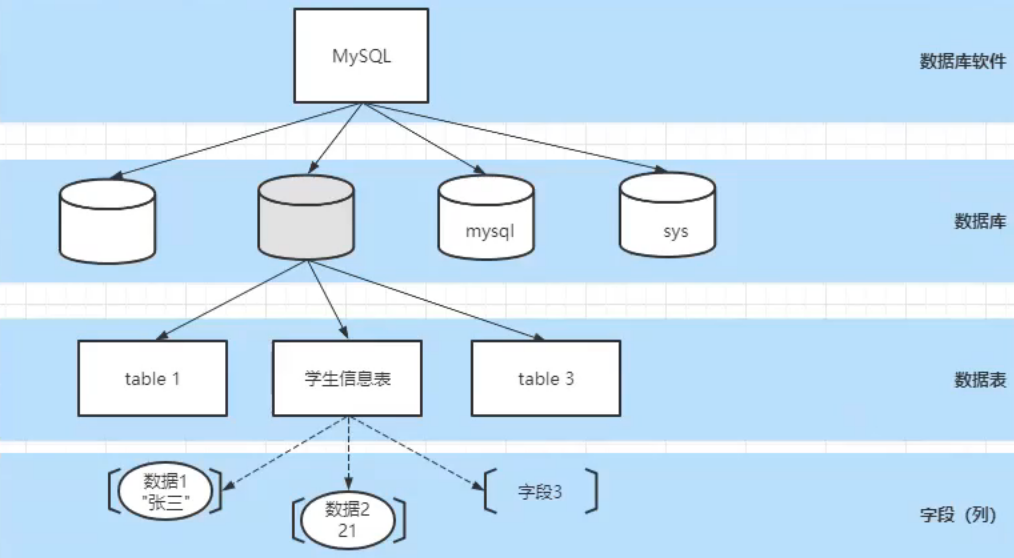 MySQL
数据库软件
mysql
sys
数据库
table 1
学生信息表
table 3
数据表
数据1
"张三"
数据2
21
字段3
字段（列）